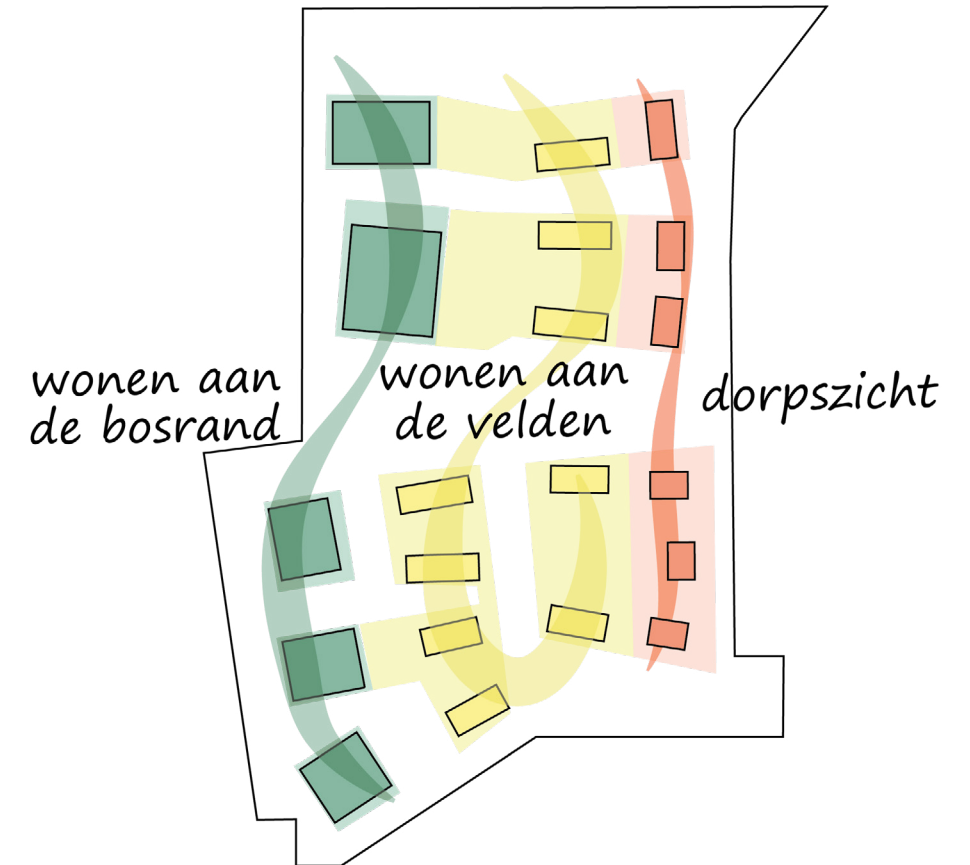 wonen aan
de bosrand
wonen aan
de velden
dorpszicht